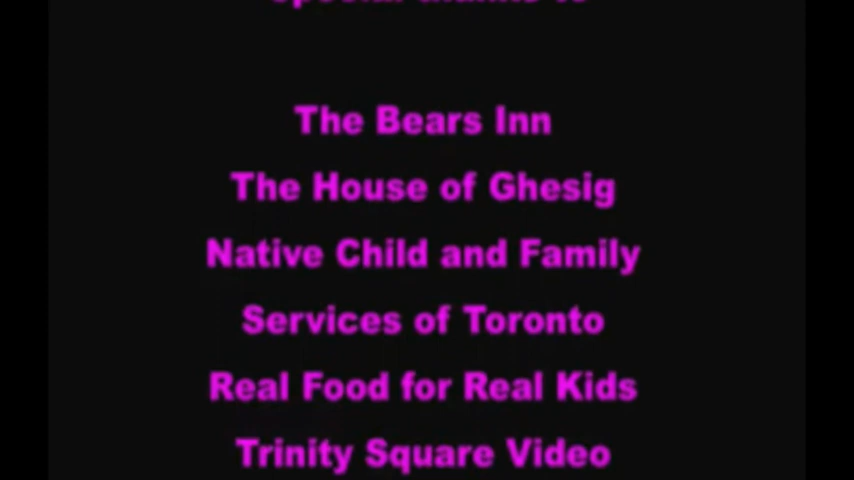 The Bears Inn
The House of Ghesig
Native Child and Family
Services of Toronto
Real Food for Real Kids
Trinity Square Video